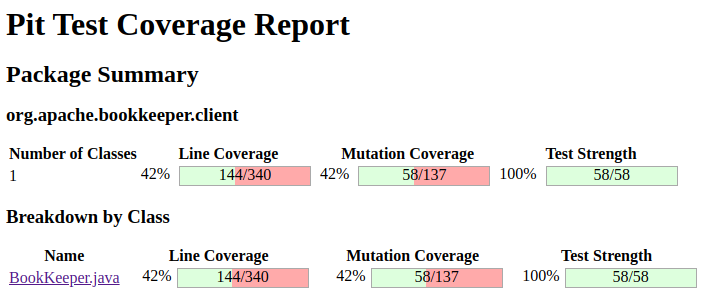 Pit Test Coverage Report
Package Summary
org.apache.bookkeeper.client
Number of Classes Line Coverage Mutation Coverage Test Strength
1 42% 144/340 42% 58/137 100% 58/58
Breakdown by Class
Name Line Coverage Mutation Coverage Test Strength
BookKeeper.java 42% 144/340 42% 58/137 100% 58/58